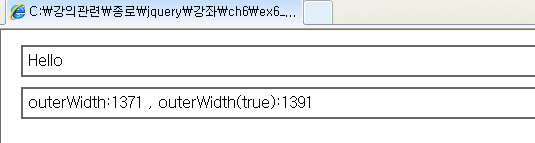 C:₩강의관련₩종로₩jquery₩강좌₩ch6₩ex6_...
Hello
outerWidth:1371 , outerWidth(true):1391